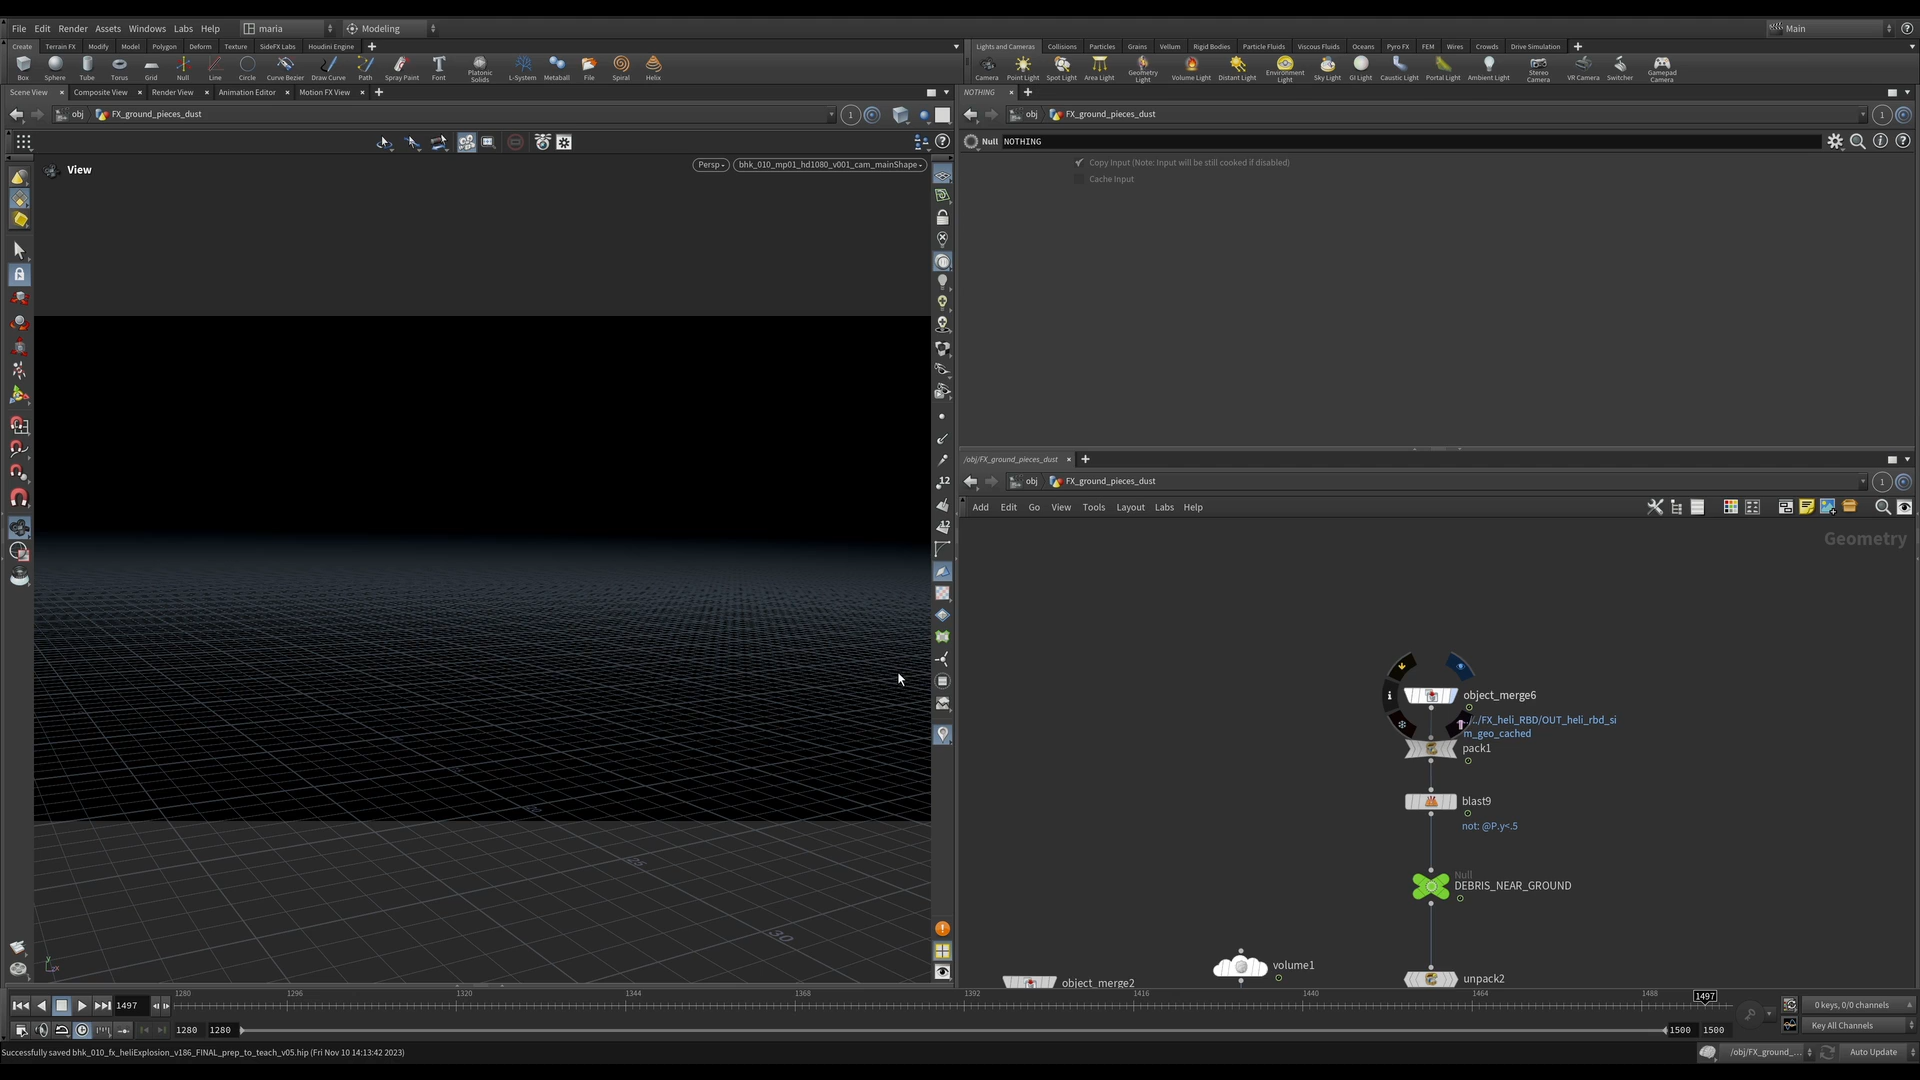 File Edit Render Assets Windows Labs Help maria Modeling Main
Create Terrain FX Modify Model Polygon Deform Texture SideFX Labs Houdini Engine
Box Sphere Tube Torus Grid Null Line Circle Curve Bezier Draw Curve Path Spray Paint Font Platonic Solids L-System Metaball File Spiral Helix
Lights and Cameras Collisions Particles Grains Vellum Rigid Bodies Particle Fluids Viscous Fluids Oceans Pyro FX FEM Wires Crowds Drive Simulation
Camera Point Light Spot Light Area Light Geometry Light Volume Light Distant Light Environment Light Sky Light GI Light Caustic Light Portal Light Ambient Light Stereo Camera VR Camera Switcher Gamepad Camera
Scene View Composite View Render View Animation Editor Motion FX View
obj FX_ground_pieces_dust 1
View
Persp bhk_010_mp01_hd1080_v001_cam_mainShape
12
12
25
30
NOTHING
obj FX_ground_pieces_dust 1
Null NOTHING
Copy Input (Note: Input will be still cooked if disabled)
Cache Input
/obj/FX_ground_pieces_dust
obj FX_ground_pieces_dust 1
Add Edit Go View Tools Layout Labs Help
Geometry
object_merge6
../FX_heli_RBD/OUT_heli_rbd_si
m_geo_cached
pack1
blast9
not: @P.y<.5
Null
DEBRIS_NEAR_GROUND
volume1
unpack2
object_merge2
1497 1280 1296 1320 1344 1368 1392 1416 1440 1464 1488 1497
0 keys, 0/0 channels
1280 1280 1500 1500
Key All Channels
Successfully saved bhk_010_fx_heliExplosion_v186_FINAL_prep_to_teach_v05.hip (Fri Nov 10 14:13:42 2023)
/obj/FX_ground_... Auto Update